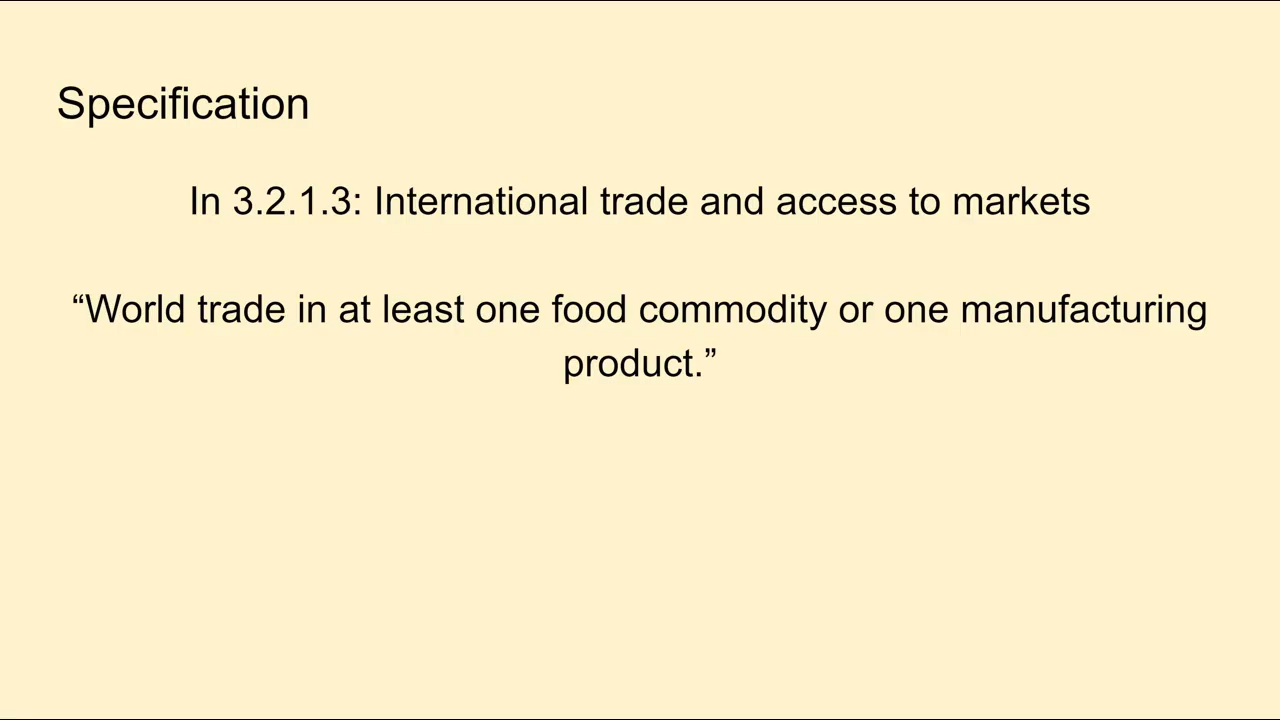 Specification
In 3.2.1.3: International trade and access to markets
“World trade in at least one food commodity or one manufacturing
product.”